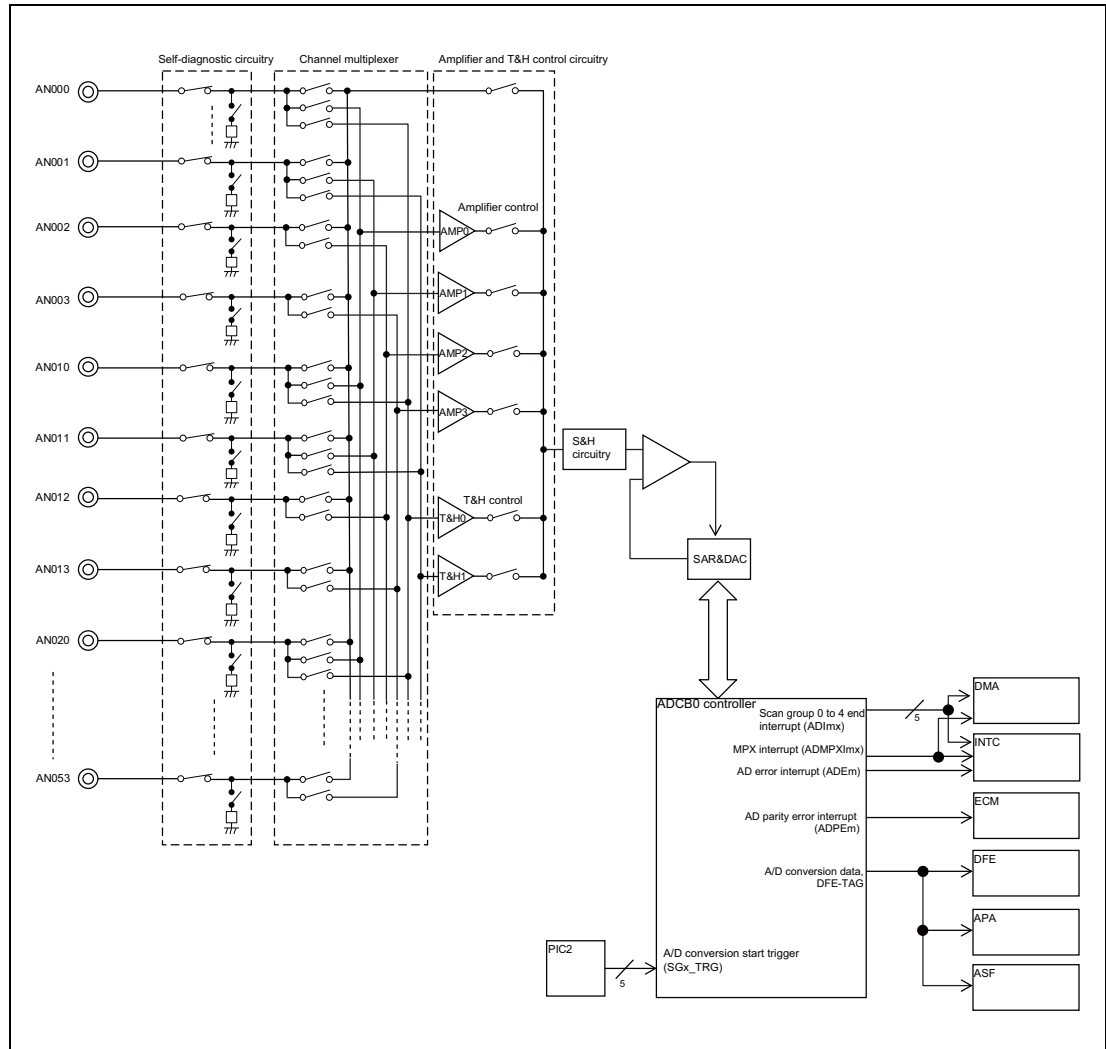 Self-diagnostic circuitry
Channel multiplexer
Amplifier and T&H control circuitry
AN000
AN001
AN002
AN003
AN010
AN011
AN012
AN013
AN020
AN053
Amplifier control
AMP0
AMP1
AMP2
AMP3
T&H control
T&H0
T&H1
S&H
circuitry
SAR&DAC
ADCB0 controller
Scan group 0 to 4 end
interrupt (ADImx)
5
MPX interrupt (ADMPXImx)
AD error interrupt (ADEm)
AD parity error interrupt
(ADPEm)
A/D conversion data,
DFE-TAG
A/D conversion start trigger
(SGx_TRG)
PIC2
5
DMA
INTC
ECM
DFE
APA
ASF